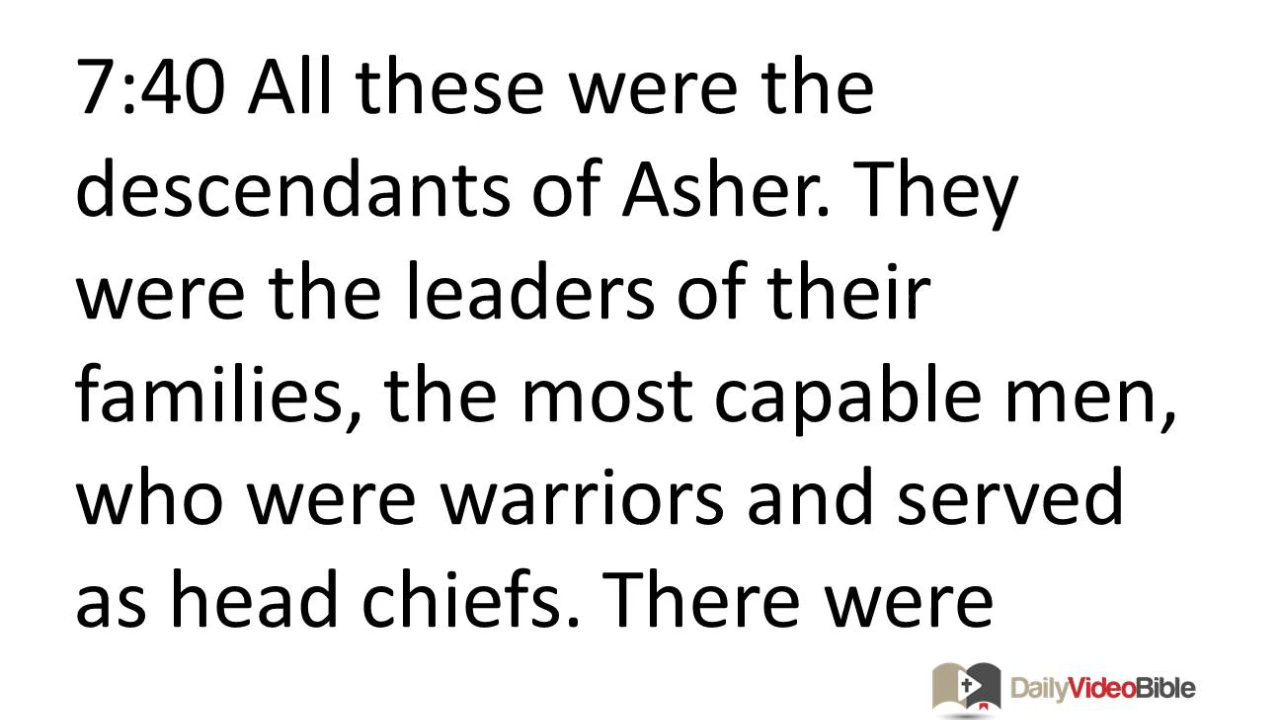 7:40 All these were the
descendants of Asher. They
were the leaders of their
families, the most capable men,
who were warriors and served
as head chiefs. There were
DailyVideoBible